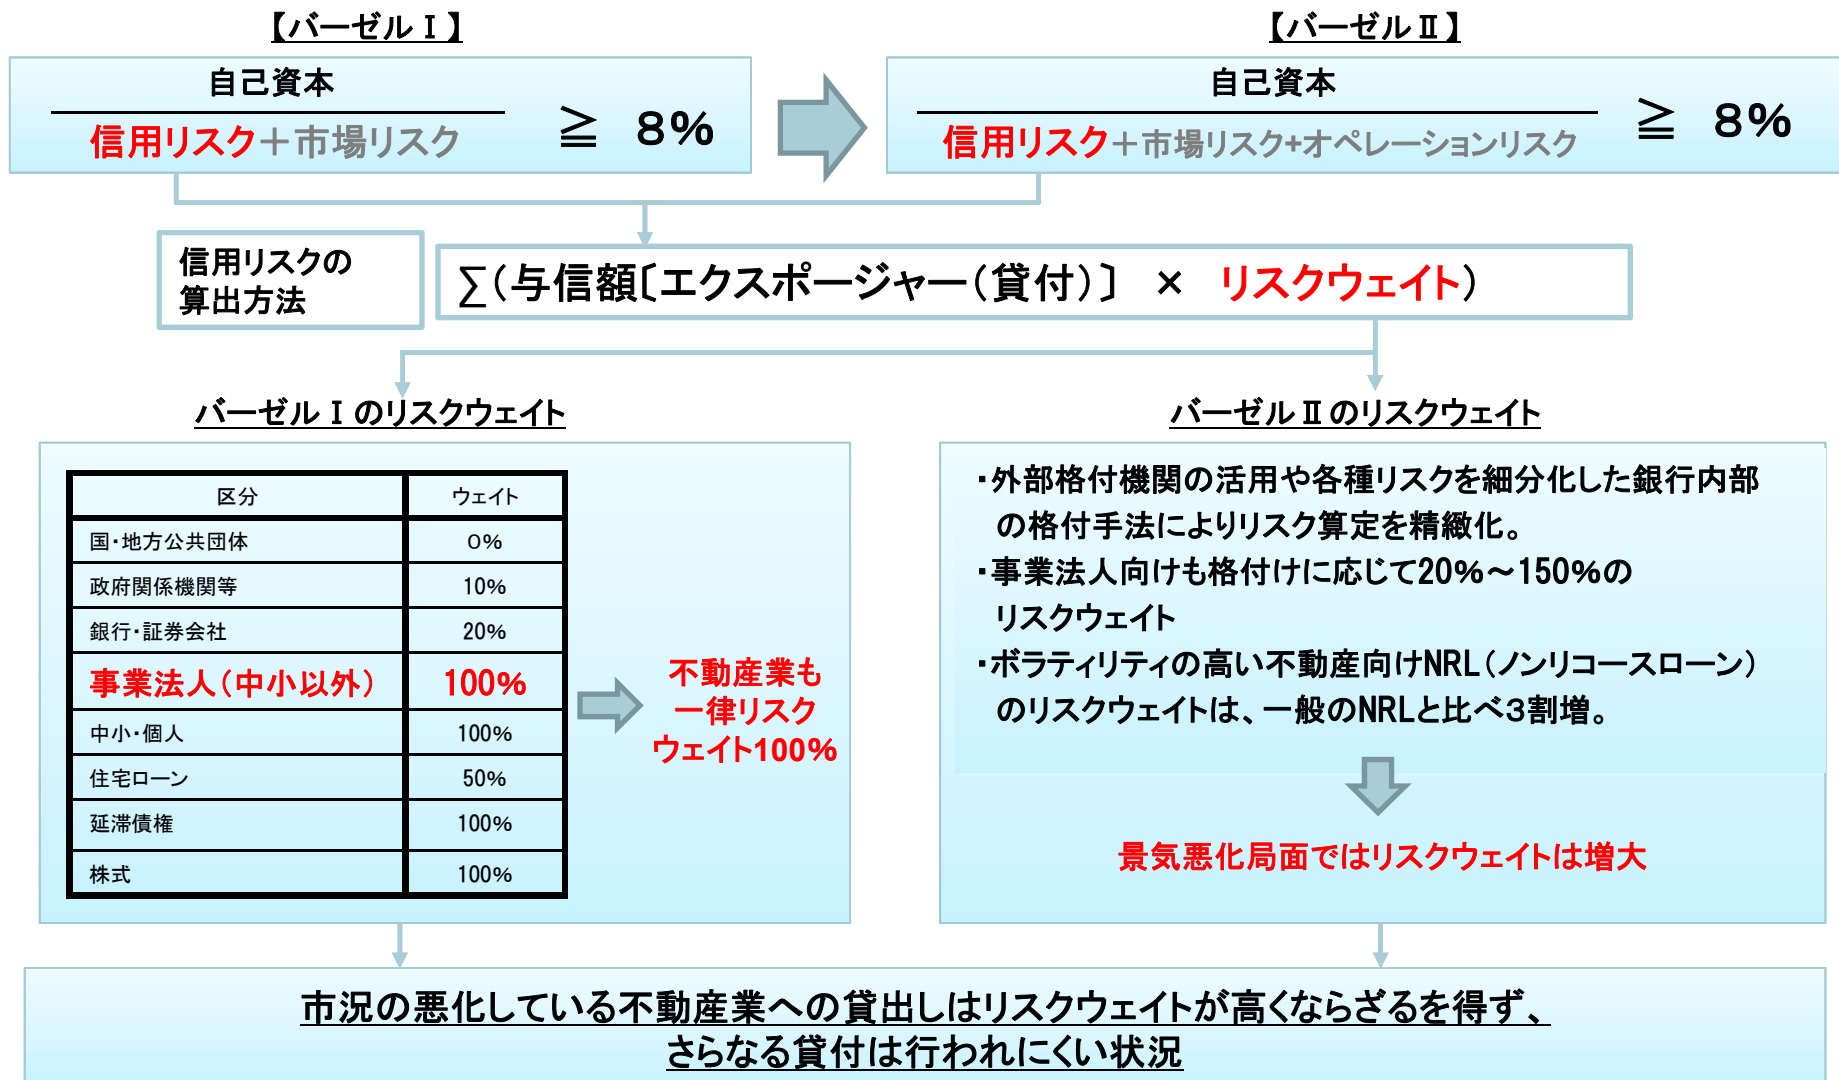 【バーゼルⅠ】
自己資本
信用リスク＋市場リスク
≧ 8%
【バーゼルⅡ】
自己資本
信用リスク＋市場リスク+オペレーションリスク
≧ 8%
信用リスクの
算出方法
∑（与信額〔エクスポージャー（貸付）〕 × リスクウェイト）
バーゼルⅠのリスクウェイト
区分 ウェイト
国・地方公共団体 0%
政府関係機関等 10%
銀行・証券会社 20%
事業法人（中小以外） 100%
中小・個人 100%
住宅ローン 50%
延滞債権 100%
株式 100%
不動産業も
一律リスク
ウェイト100%
バーゼルⅡのリスクウェイト
・外部格付機関の活用や各種リスクを細分化した銀行内部
の格付手法によりリスク算定を精緻化。
・事業法人向けも格付けに応じて20%～150%の
リスクウェイト
・ボラティリティの高い不動産向けNRL（ノンリコースローン）
のリスクウェイトは、一般のNRLと比べ３割増。
景気悪化局面ではリスクウェイトは増大
市況の悪化している不動産業への貸出しはリスクウェイトが高くならざるを得ず、
さらなる貸付は行われにくい状況